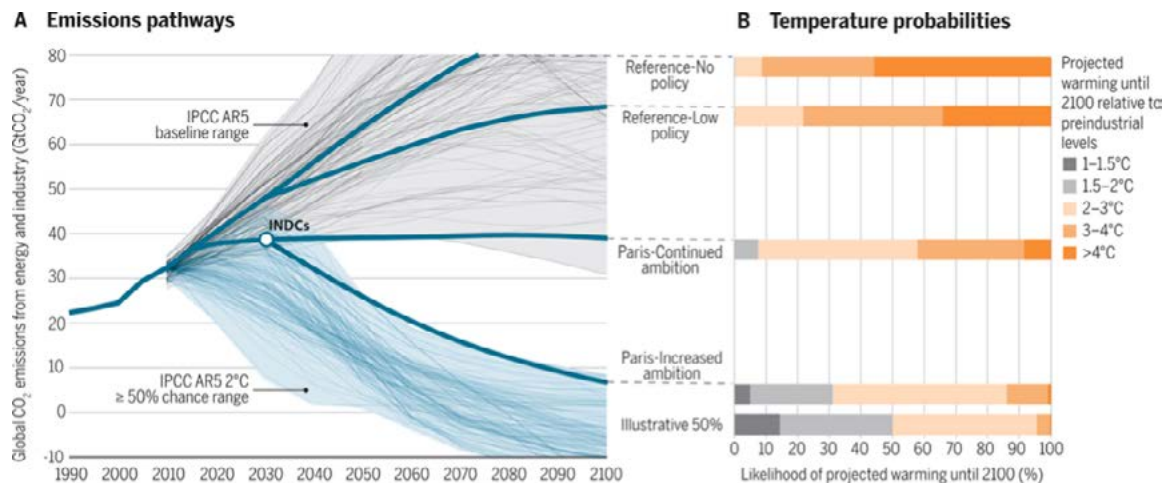 A Emissions pathways
80
70
60
50
40
30
20
10
0
-10
Global CO2 emissions from energy and industry (GtCO2/year)
IPCC AR5
baseline range
INDCs
IPCC AR5 2°C
≥ 50% chance range
1990 2000 2010 2020 2030 2040 2050 2060 2070 2080 2090 2100
B Temperature probabilities
Reference-No
policy
Reference-Low
policy
Paris-Continued
ambition
Paris-Increased
ambition
Illustrative 50%
0 10 20 30 40 50 60 70 80 90 100
Likelihood of projected warming until 2100 (%)
Projected
warming until
2100 relative to
preindustrial
levels
1–1.5°C
1.5–2°C
2–3°C
3–4°C
>4°C